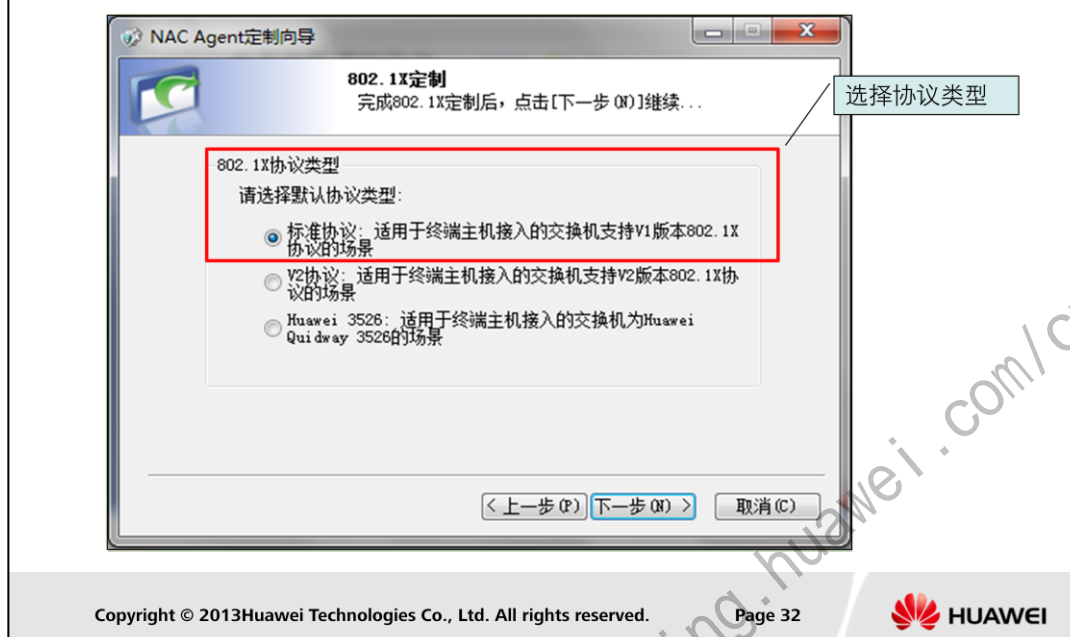 NAC Agent定制向导
802.1X定制
完成802.1X定制后，点击[下一步(N)]继续...
选择协议类型
802.1X协议类型
请选择默认协议类型:
标准协议: 适用于终端主机接入的交换机支持V1版本802.1X
协议的场景
V2协议: 适用于终端主机接入的交换机支持V2版本802.1X协
议的场景
Huawei 3526: 适用于终端主机接入的交换机为Huawei
Quidway 3526的场景
< 上一步(P)
下一步(N) >
取消(C)
Copyright © 2013Huawei Technologies Co., Ltd. All rights reserved.
Page 32
HUAWEI
ing.huawei.com/c